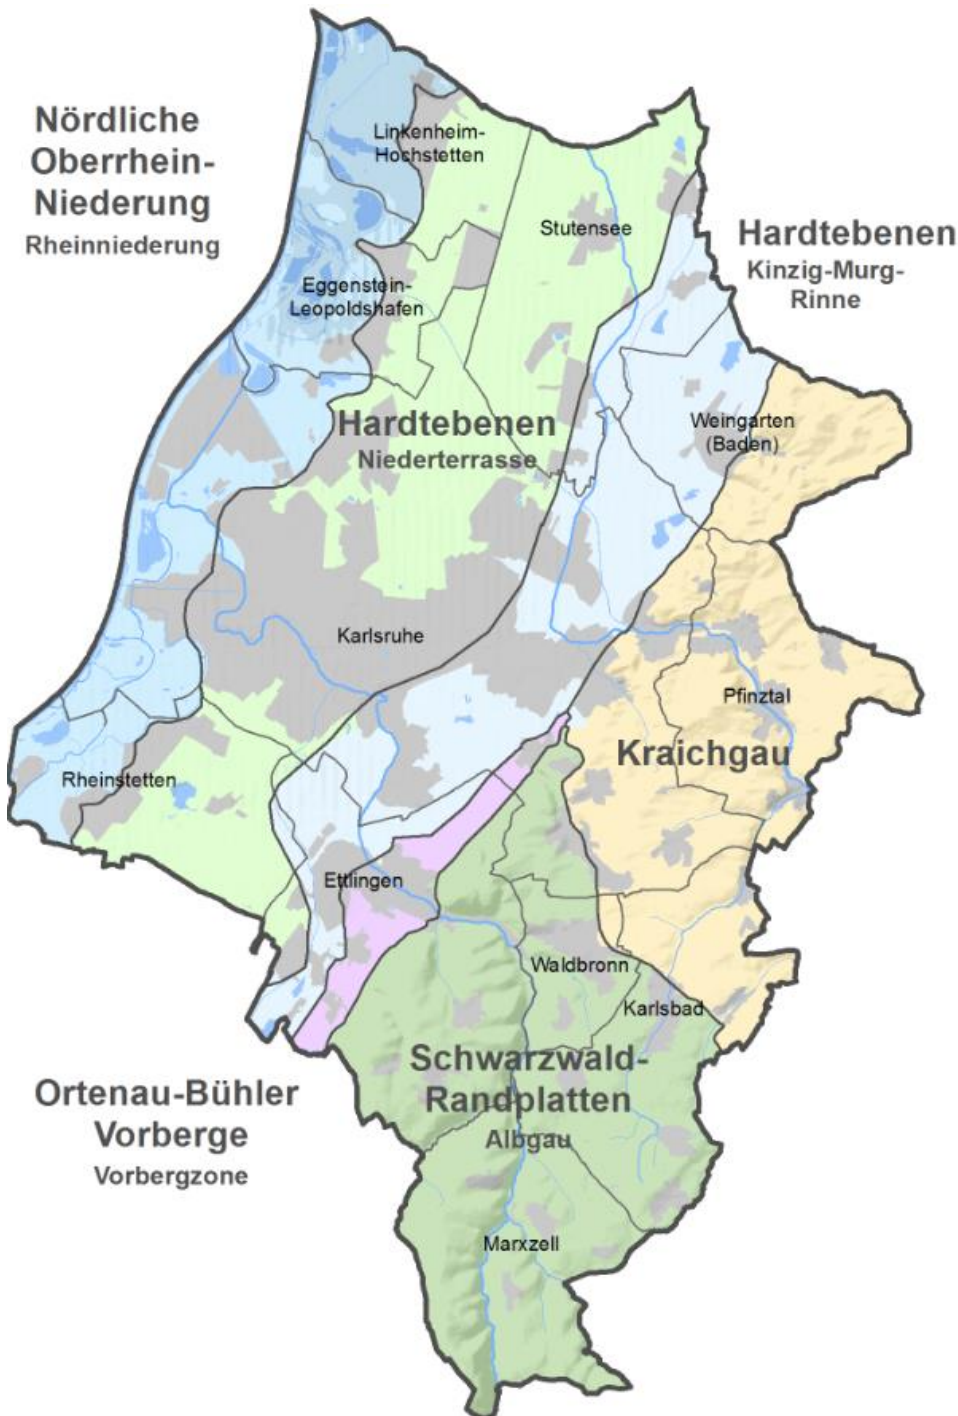 Linkenheim-
Hochstetten
Nördliche
Oberrhein-
Niederung
Rheinniederung
Stutensee
Hardtebenen
Kinzig-Murg-
Rinne
Eggenstein-
Leopoldshafen
Hardtebenen
Niederterrasse
Weingarten
(Baden)
Karlsruhe
Pfinztal
Kraichgau
Rheinstetten
Ettlingen
Waldbronn
Karlsbad
Schwarzwald-
Randplatten
Albgau
Ortenau-Bühler
Vorberge
Vorbergzone
Marxzell